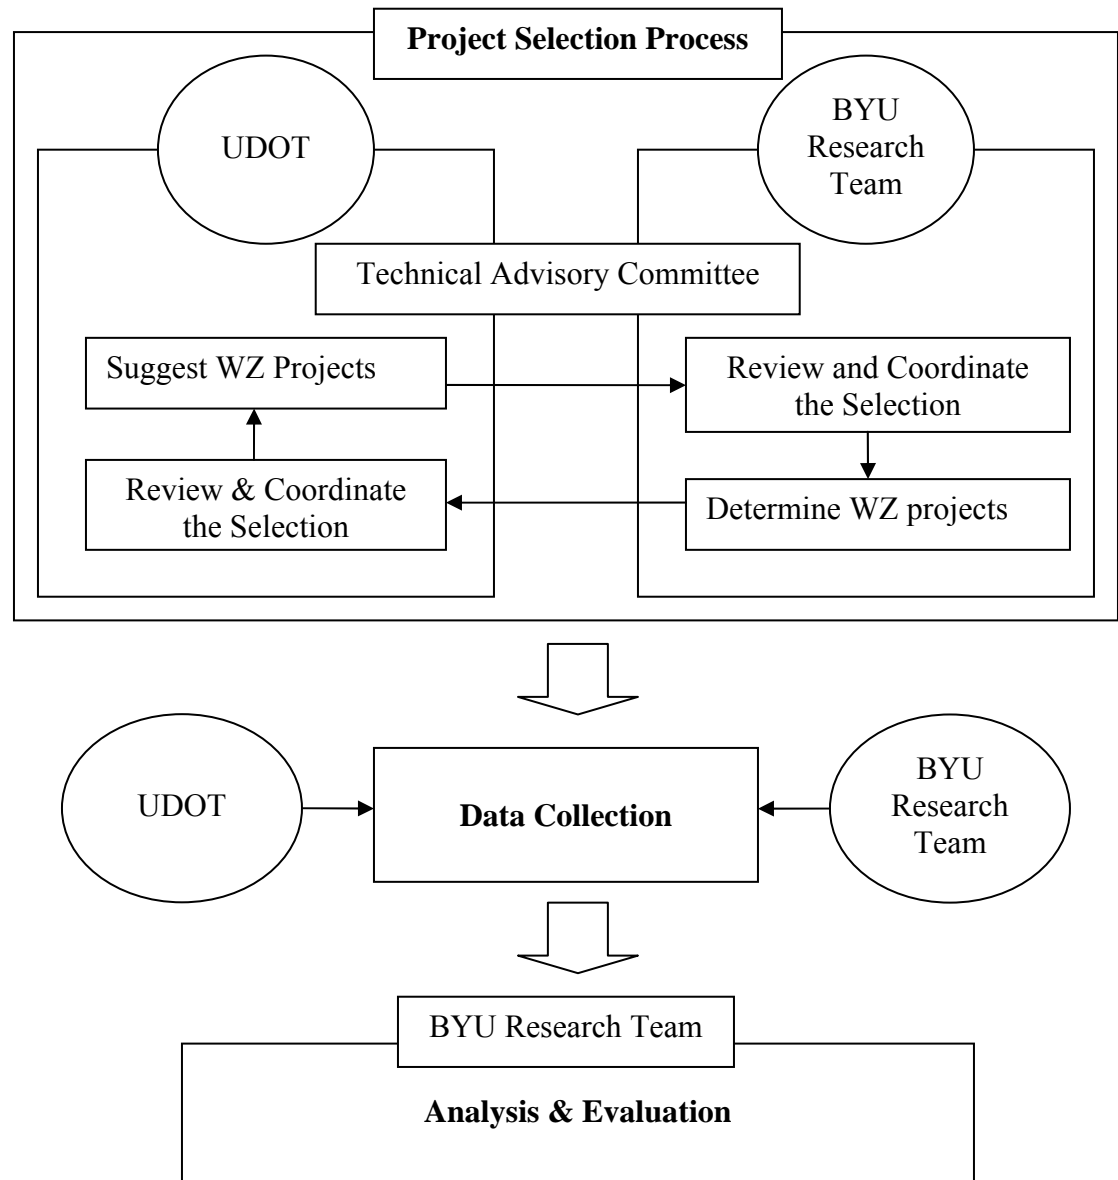 Project Selection Process
UDOT
BYU
Research
Team
Technical Advisory Committee
Suggest WZ Projects
Review and Coordinate
the Selection
Review & Coordinate
the Selection
Determine WZ projects
UDOT
Data Collection
BYU
Research
Team
BYU Research Team
Analysis & Evaluation